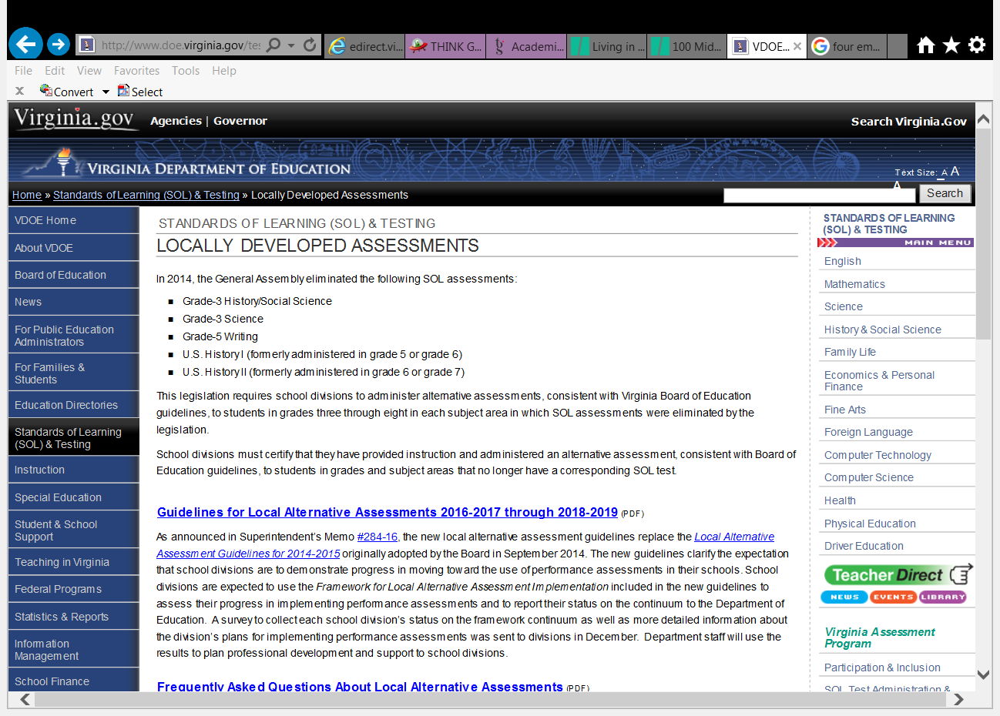 http://www.doe.virginia.gov/te
edirect.vi...
THINK G...
Academi...
Living in ...
100 Mid...
VDOE...
four em...
File Edit View Favorites Tools Help
x Convert Select
Virginia.gov Agencies | Governor Search Virginia.Gov
VIRGINIA DEPARTMENT OF EDUCATION
Text Size: A A A
Home » Standards of Learning (SOL) & Testing » Locally Developed Assessments
Search
VDOE Home
About VDOE
Board of Education
News
For Public Education
Administrators
For Families &
Students
Education Directories
Standards of Learning
(SOL) & Testing
Instruction
Special Education
Student & School
Support
Teaching in Virginia
Federal Programs
Statistics & Reports
Information
Management
School Finance
STANDARDS OF LEARNING (SOL) & TESTING
LOCALLY DEVELOPED ASSESSMENTS
In 2014, the General Assembly eliminated the following SOL assessments:
Grade-3 History/Social Science
Grade-3 Science
Grade-5 Writing
U.S. History I (formerly administered in grade 5 or grade 6)
U.S. History II (formerly administered in grade 6 or grade 7)
This legislation requires school divisions to administer alternative assessments, consistent with Virginia Board of Education
guidelines, to students in grades three through eight in each subject area in which SOL assessments were eliminated by the
legislation.
School divisions must certify that they have provided instruction and administered an alternative assessment, consistent with Board of
Education guidelines, to students in grades and subject areas that no longer have a corresponding SOL test.
Guidelines for Local Alternative Assessments 2016-2017 through 2018-2019 (PDF)
As announced in Superintendent's Memo #284-16, the new local alternative assessment guidelines replace the Local Alternative
Assessment Guidelines for 2014-2015 originally adopted by the Board in September 2014. The new guidelines clarify the expectation
that school divisions are to demonstrate progress in moving toward the use of performance assessments in their schools. School
divisions are expected to use the Framework for Local Alternative Assessment Implementation included in the new guidelines to
assess their progress in implementing performance assessments and to report their status on the continuum to the Department of
Education. A survey to collect each school division's status on the framework continuum as well as more detailed information about
the division's plans for implementing performance assessments was sent to divisions in December. Department staff will use the
results to plan professional development and support to school divisions.
Frequently Asked Questions About Local Alternative Assessments (PDF)
STANDARDS OF LEARNING
(SOL) & TESTING
MAIN MENU
English
Mathematics
Science
History & Social Science
Family Life
Economics & Personal
Finance
Fine Arts
Foreign Language
Computer Technology
Computer Science
Health
Physical Education
Driver Education
Teacher Direct
NEWS EVENTS LIBRARY
Virginia Assessment
Program
Participation & Inclusion
SOL Test Administration &